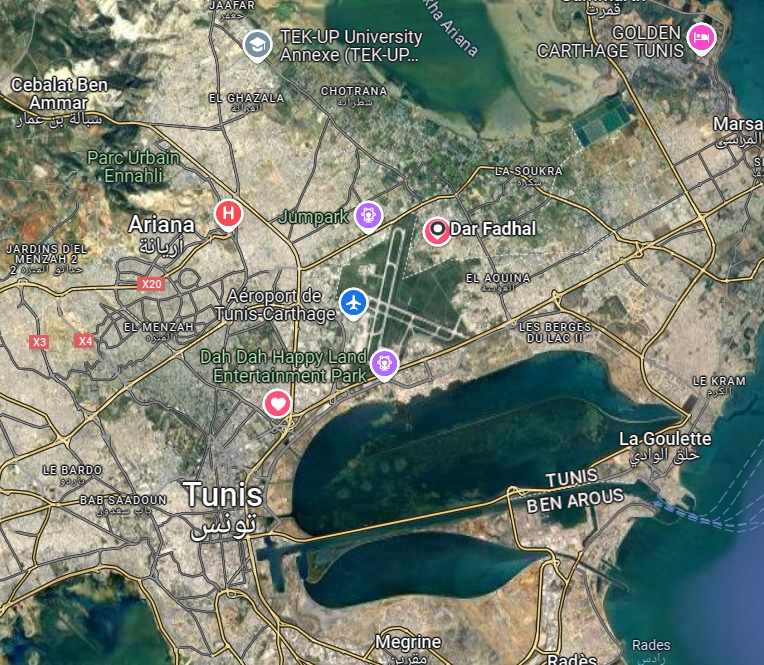 JAAFAR
جعفر
TEK-UP University
Annexe (TEK-UP...
kha Ariana
قمرت
GOLDEN
CARTHAGE TUNIS
Cebalat Ben
Ammar
سبالة بن عمار
EL GHAZALA
الغزالة
CHOTRANA
شطرانة
Marsa
المرسى
Parc Urbain
Ennahli
LA SOUKRA
سكرة
H
Ariana
أريانة
Jumpark
Dar Fadhal
JARDINS D'EL
MENZAH 2
حدائق المنزه 2
X20
Aéroport de
Tunis-Carthage
EL AOUINA
العوينة
EL MENZAH
المنزه
X3
X4
LES BERGES
DU LAC II
Dah Dah Happy Land
Entertainment Park
LE KRAM
الكرم
La Goulette
حلق الوادي
LE BARDO
باردو
BAB SAADOUN
باب سعدون
Tunis
تونس
TUNIS
BEN AROUS
Megrine
مقرين
Radès
Rades
رادس